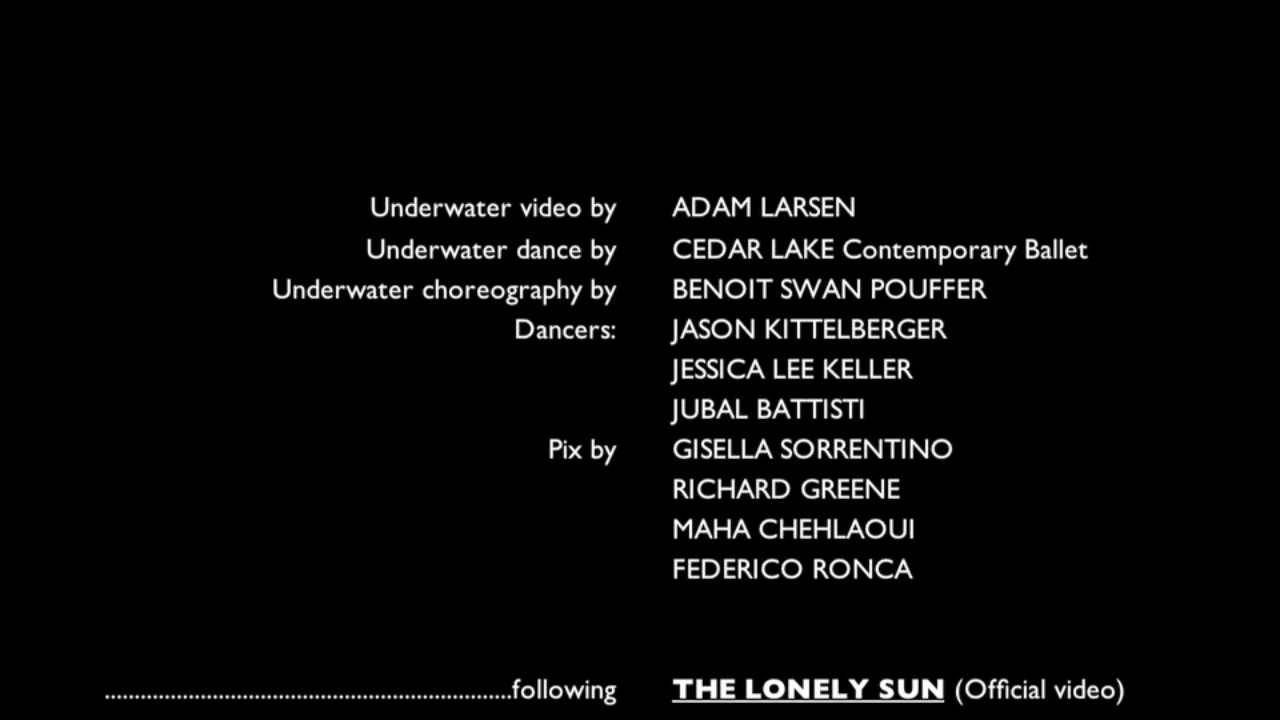 Underwater video by ADAM LARSEN
Underwater dance by CEDAR LAKE Contemporary Ballet
Underwater choreography by BENOIT SWAN POUFFER
Dancers: JASON KITTELBERGER
JESSICA LEE KELLER
JUBAL BATTISTI
Pix by GISELLA SORRENTINO
RICHARD GREENE
MAHA CHEHLAOUI
FEDERICO RONCA
....................................................................following THE LONELY SUN (Official video)